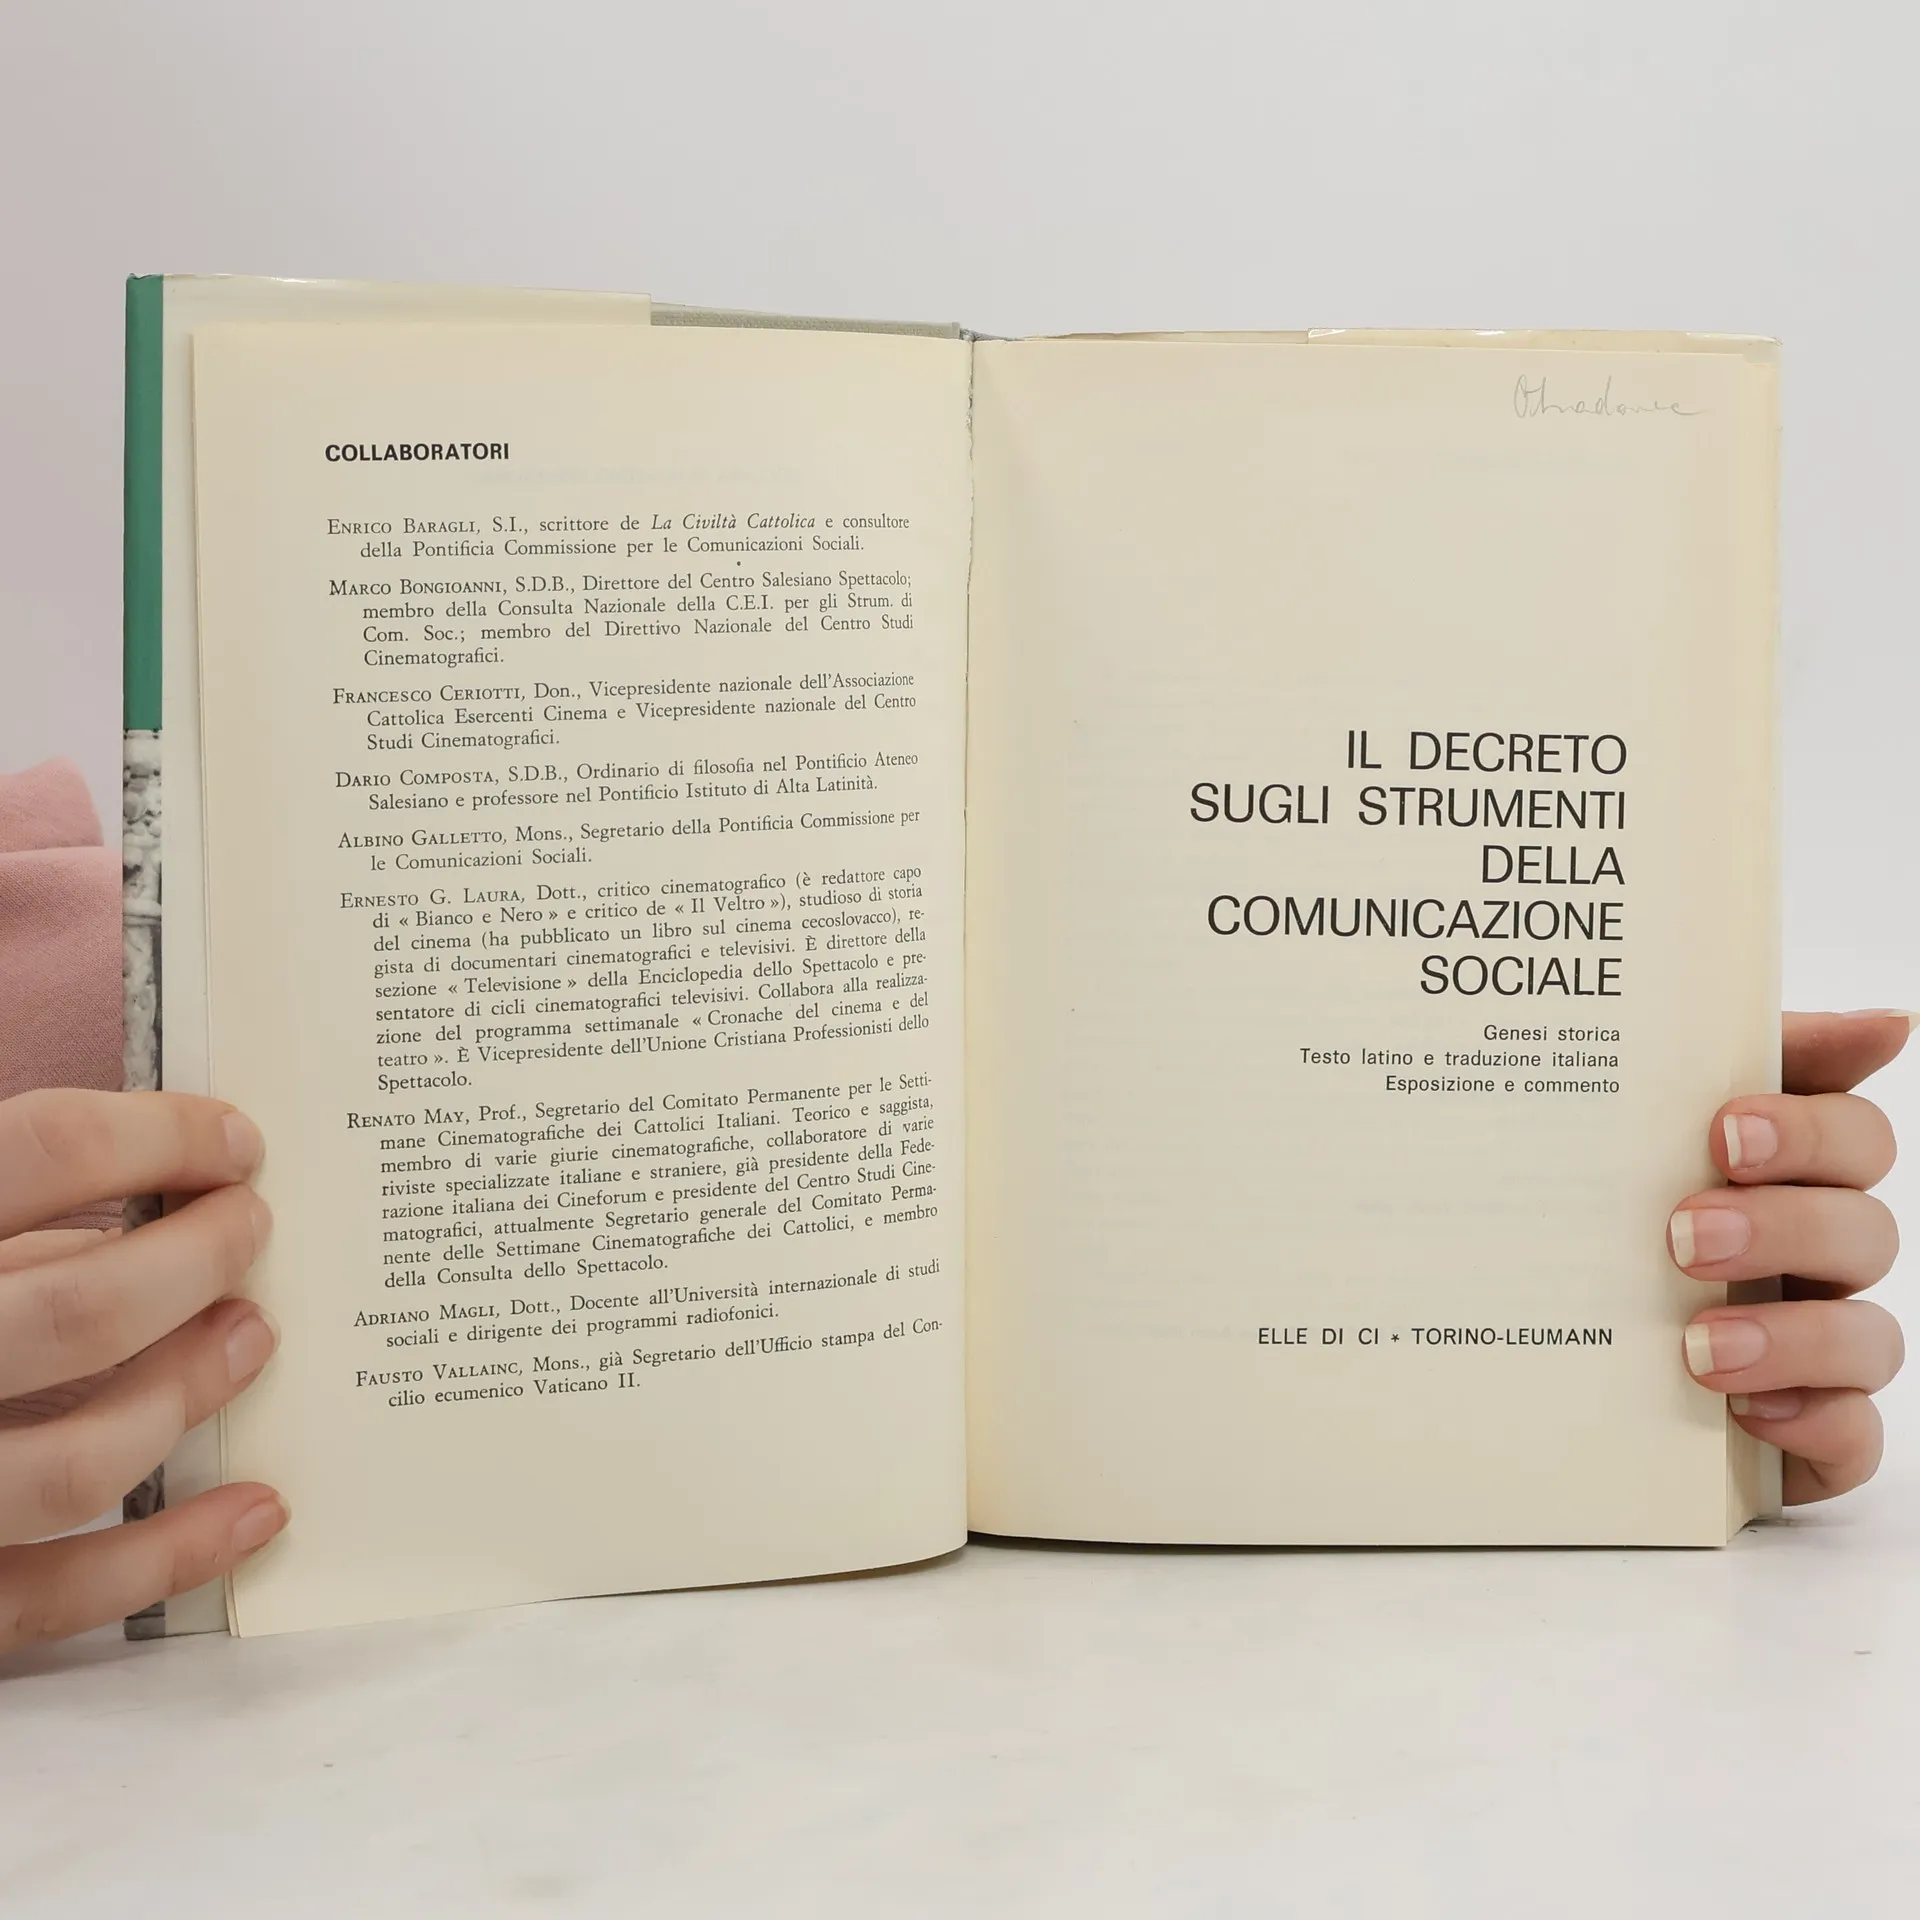 COLLABORATORI
ENRICO BARAGLI, S.I., scrittore de La Civiltà Cattolica e consultore
della Pontificia Commissione per le Comunicazioni Sociali.
MARCO BONGIOANNI, S.D.B., Direttore del Centro Salesiano Spettacolo;
membro della Consulta Nazionale della C.E.I. per gli Strum. di
Com. Soc.; membro del Direttivo Nazionale del Centro Studi
Cinematografici.
FRANCESCO CERIOTTI, Don., Vicepresidente nazionale dell'Associazione
Cattolica Esercenti Cinema e Vicepresidente nazionale del Centro
Studi Cinematografici.
DARIO COMPOSTA, S.D.B., Ordinario di filosofia nel Pontificio Ateneo
Salesiano e professore nel Pontificio Istituto di Alta Latinità.
ALBINO GALLETTO, Mons., Segretario della Pontificia Commissione per
le Comunicazioni Sociali.
ERNESTO G. LAURA, Dott., critico cinematografico (è redattore capo
di « Bianco e Nero » e critico de « Il Veltro »), studioso di storia
del cinema (ha pubblicato un libro sul cinema cecoslovacco), re-
gista di documentari cinematografici e televisivi. È direttore della
sezione « Televisione » della Enciclopedia dello Spettacolo e pre-
sentatore di cicli cinematografici televisivi. Collabora alla realizza-
zione del programma settimanale « Cronache del cinema e del
teatro ». È Vicepresidente dell'Unione Cristiana Professionisti dello
Spettacolo.
RENATO MAY, Prof., Segretario del Comitato Permanente per le Setti-
mane Cinematografiche dei Cattolici Italiani. Teorico e saggista,
membro di varie giurie cinematografiche, collaboratore di varie
riviste specializzate italiane e straniere, già presidente della Fede-
razione italiana dei Cineforum e presidente del Centro Studi Cine-
matografici, attualmente Segretario generale del Comitato Perma-
nente delle Settimane Cinematografiche dei Cattolici, e membro
della Consulta dello Spettacolo.
ADRIANO MAGLI, Dott., Docente all'Università internazionale di studi
sociali e dirigente dei programmi radiofonici.
FAUSTO VALLAINC, Mons., già Segretario dell'Ufficio stampa del Con-
cilio ecumenico Vaticano II.
IL DECRETO
SUGLI STRUMENTI
DELLA
COMUNICAZIONE
SOCIALE
Genesi storica
Testo latino e traduzione italiana
Esposizione e commento
ELLE DI CI * TORINO-LEUMANN